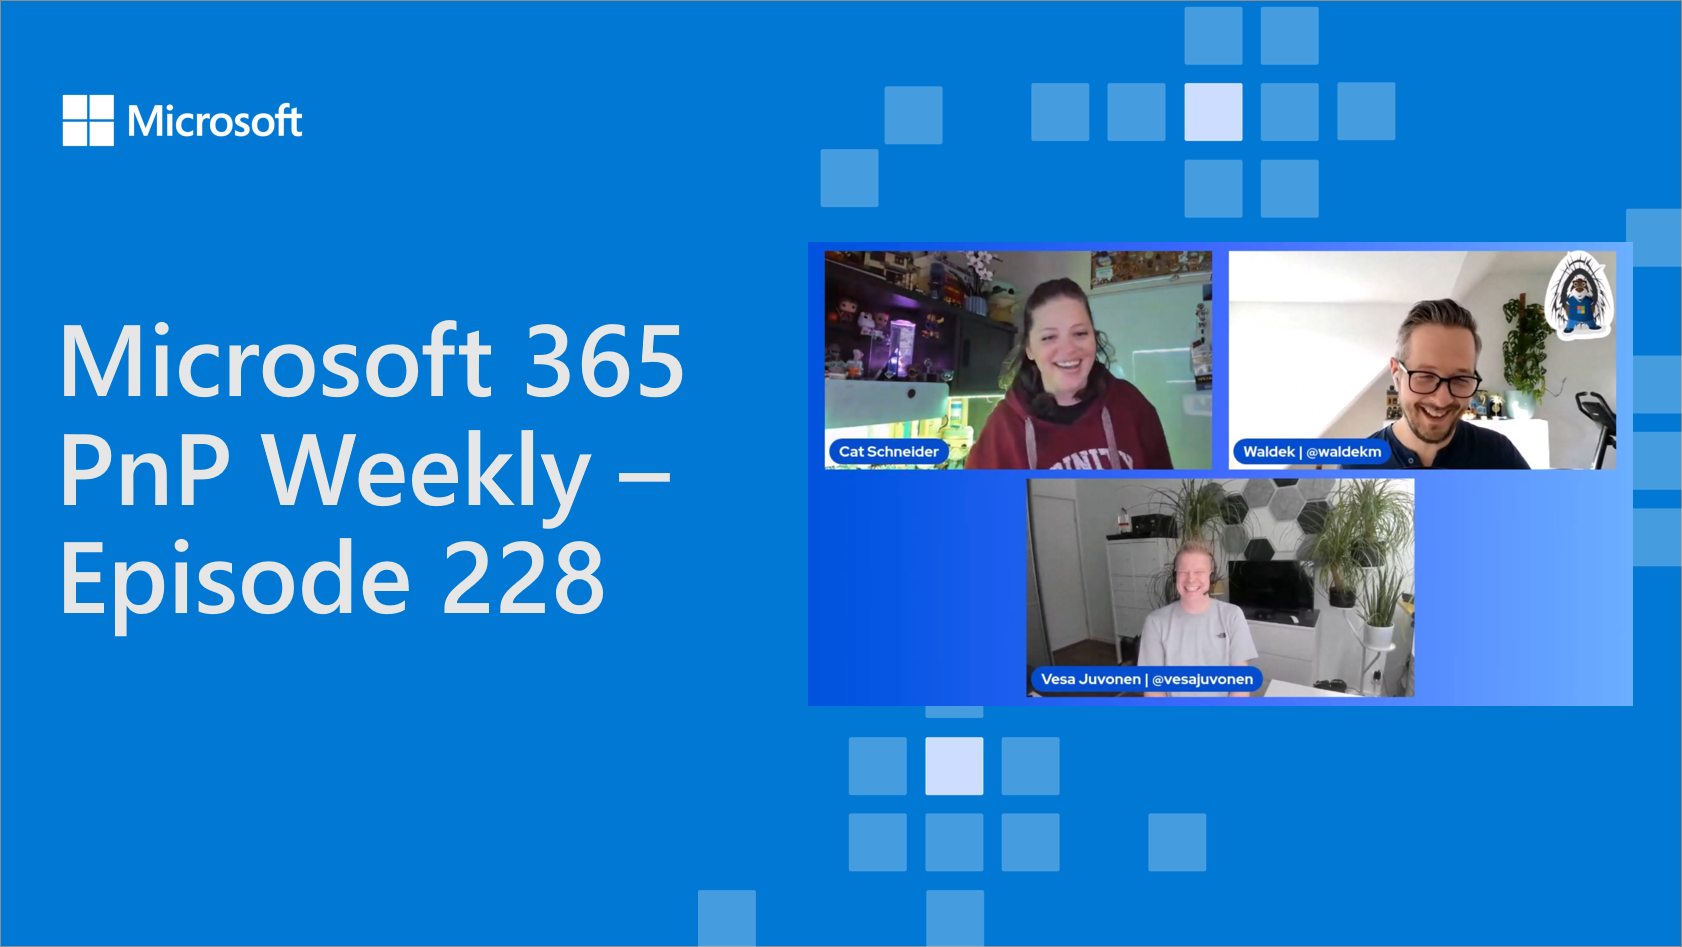 Microsoft
Microsoft 365
PnP Weekly –
Episode 228
Cat Schneider
Waldek | @waldekm
Vesa Juvonen | @vesajuvonen